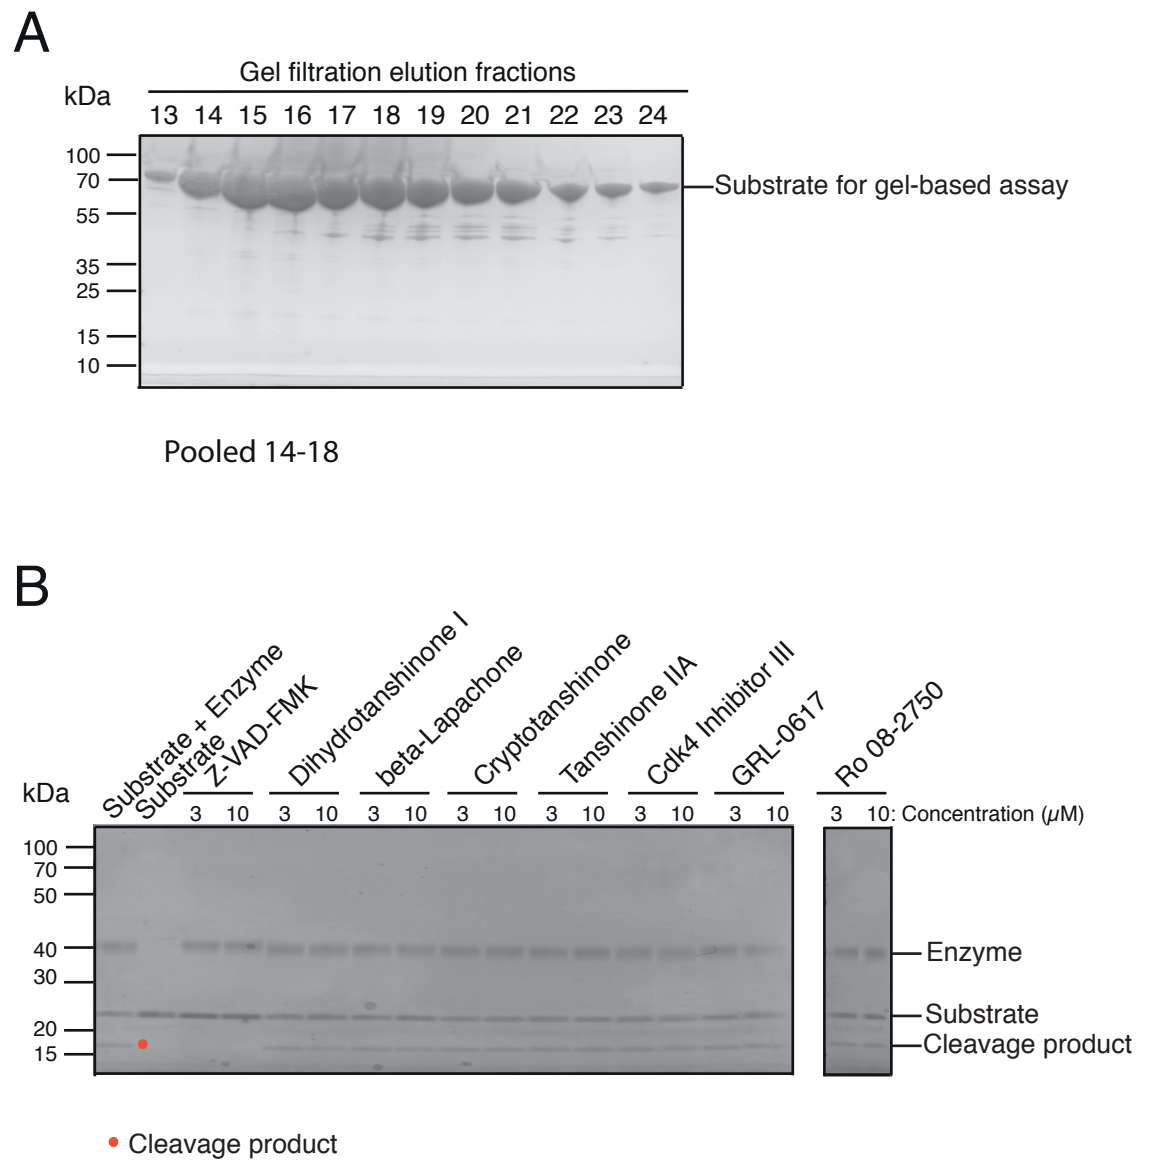 A
Gel filtration elution fractions
kDa
13 14 15 16 17 18 19 20 21 22 23 24
100
70
Substrate for gel-based assay
55
35
25
15
10
Pooled 14-18
B
Substrate + Enzyme
Substrate
Z-VAD-FMK
Dihydrotanshinone I
beta-Lapachone
Cryptotanshinone
Tanshinone IIA
Cdk4 Inhibitor III
GRL-0617
Ro 08-2750
kDa
3 10 3 10 3 10 3 10 3 10 3 10 3 10 3 10: Concentration (µM)
100
70
50
40
Enzyme
30
Substrate
20
Cleavage product
15
Cleavage product